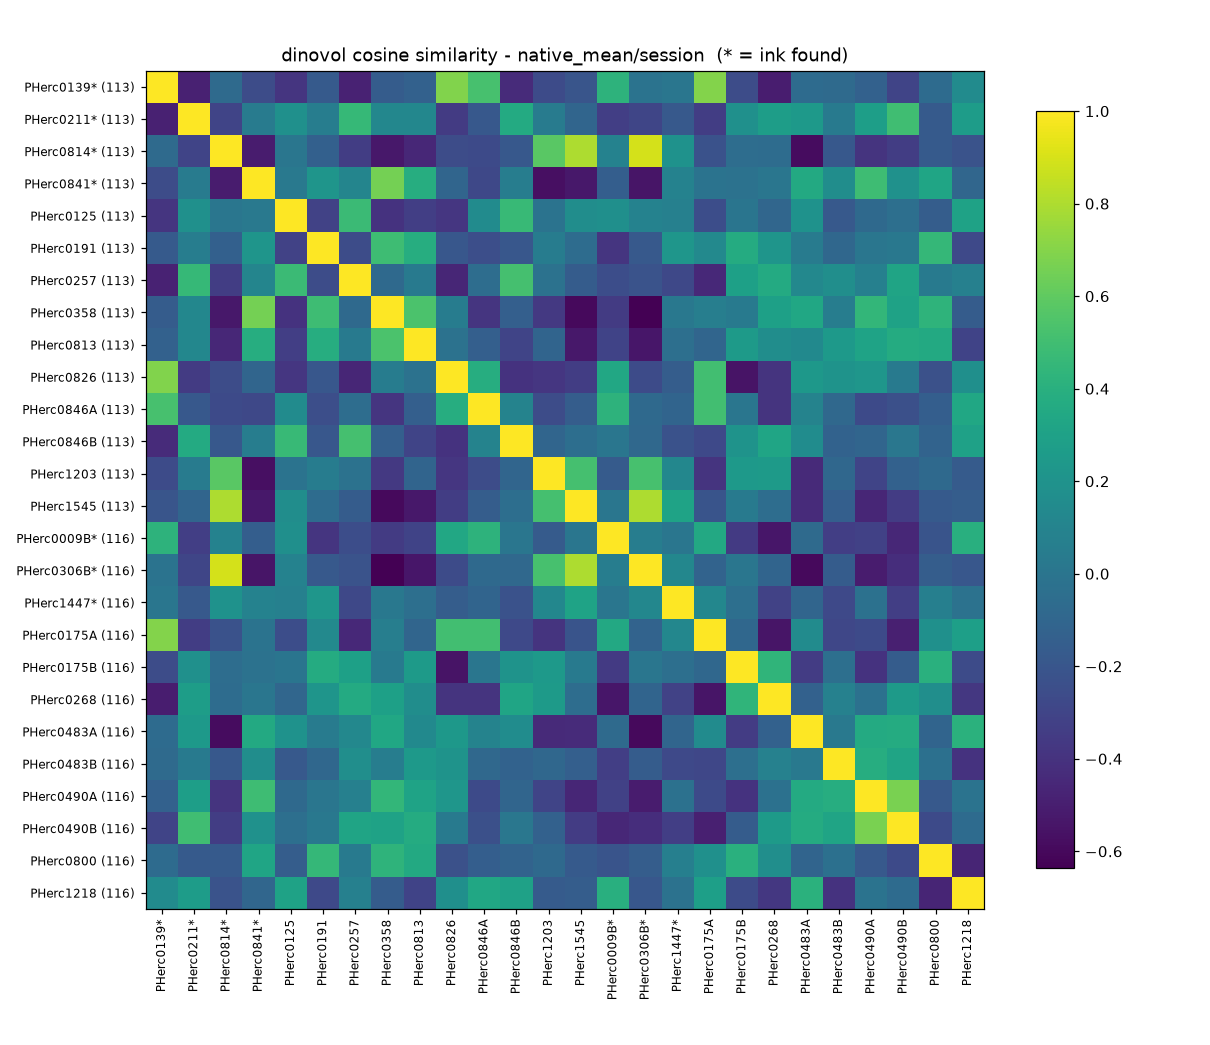 dinovol cosine similarity - native_mean/session  (* = ink found)
PHerc0139* (113)
PHerc0211* (113)
PHerc0814* (113)
PHerc0841* (113)
PHerc0125 (113)
PHerc0191 (113)
PHerc0257 (113)
PHerc0358 (113)
PHerc0813 (113)
PHerc0826 (113)
PHerc0846A (113)
PHerc0846B (113)
PHerc1203 (113)
PHerc1545 (113)
PHerc0009B* (116)
PHerc0306B* (116)
PHerc1447* (116)
PHerc0175A (116)
PHerc0175B (116)
PHerc0268 (116)
PHerc0483A (116)
PHerc0483B (116)
PHerc0490A (116)
PHerc0490B (116)
PHerc0800 (116)
PHerc1218 (116)
PHerc0139*
PHerc0211*
PHerc0814*
PHerc0841*
PHerc0125
PHerc0191
PHerc0257
PHerc0358
PHerc0813
PHerc0826
PHerc0846A
PHerc0846B
PHerc1203
PHerc1545
PHerc0009B*
PHerc0306B*
PHerc1447*
PHerc0175A
PHerc0175B
PHerc0268
PHerc0483A
PHerc0483B
PHerc0490A
PHerc0490B
PHerc0800
PHerc1218
1.0
0.8
0.6
0.4
0.2
0.0
−0.2
−0.4
−0.6